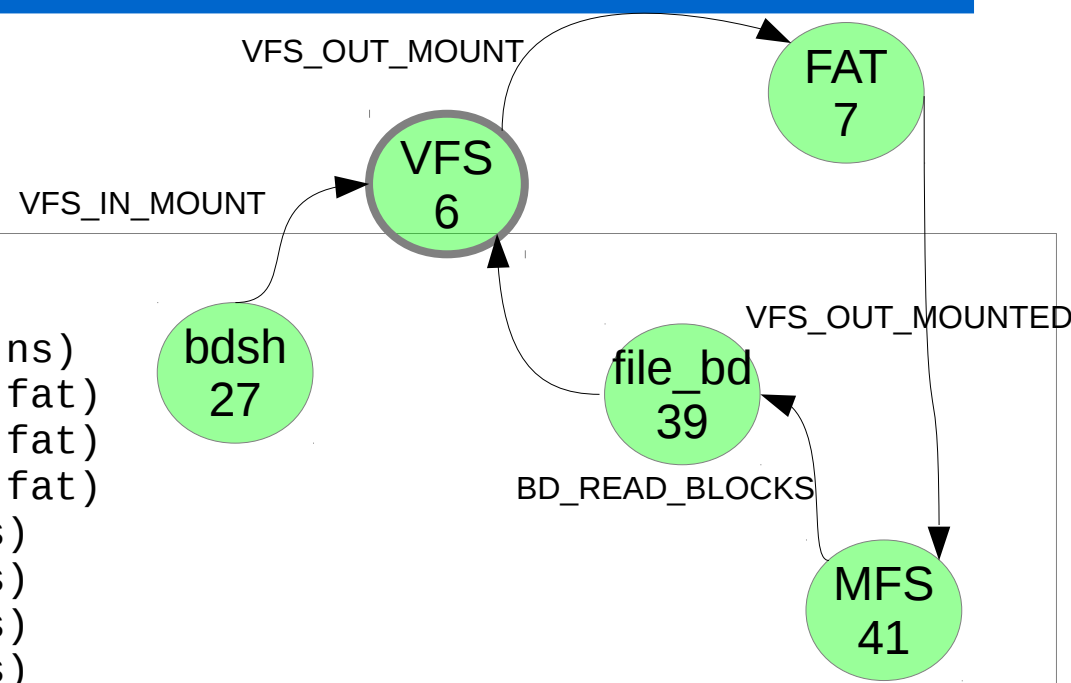 VFS_OUT_MOUNT
FAT
7
VFS
6
VFS_IN_MOUNT
VFS_OUT_MOUNTED
bdsh
27
file_bd
39
ns)
fat)
fat)
fat)
s)
s)
s)
s)
BD_READ_BLOCKS
MFS
41